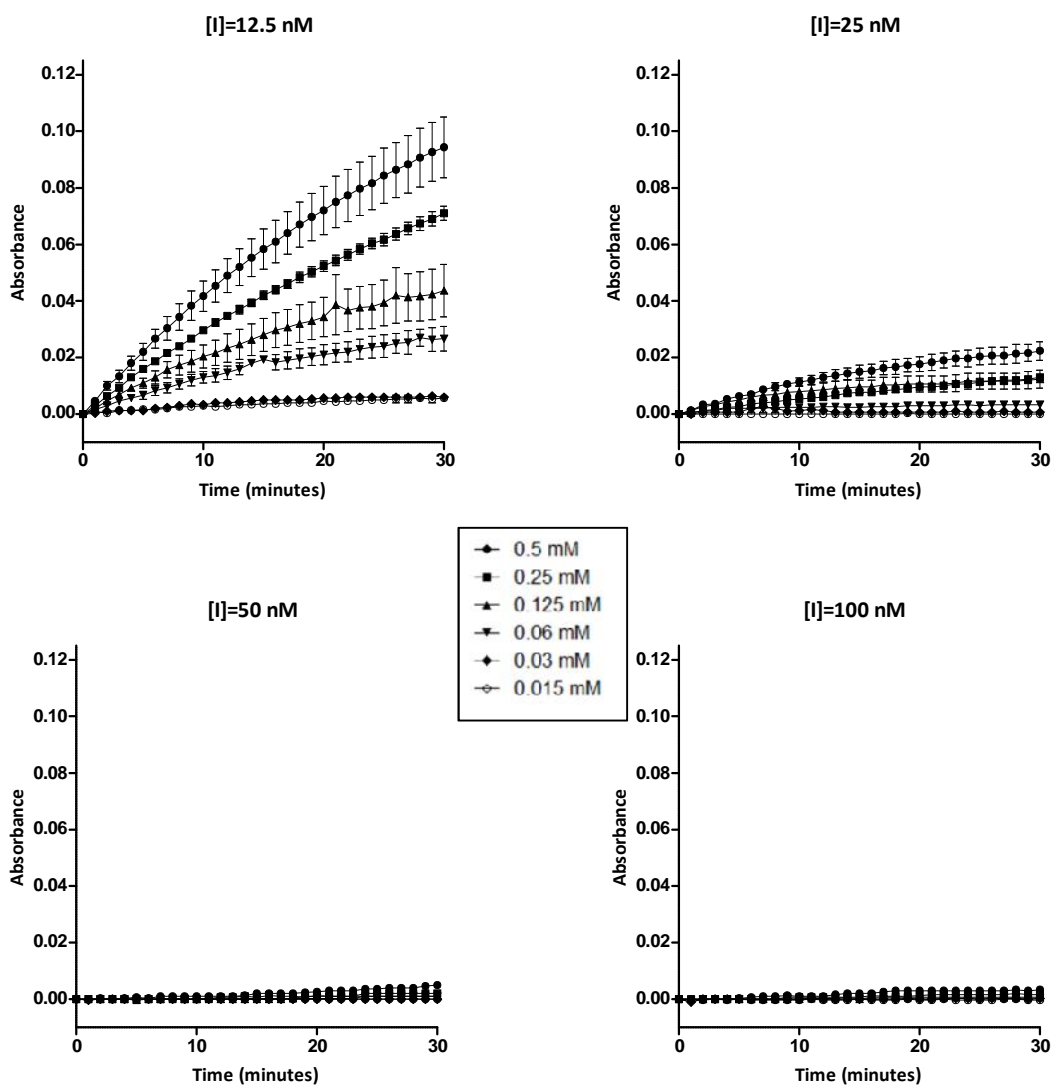 [I]=12.5 nM
0.12
0.10
0.08
0.06
0.04
0.02
0.00
Absorbance
0
10
20
30
Time (minutes)
[I]=25 nM
0.12
0.10
0.08
0.06
0.04
0.02
0.00
Absorbance
0
10
20
30
Time (minutes)
0.5 mM
0.25 mM
0.125 mM
0.06 mM
0.03 mM
0.015 mM
[I]=50 nM
0.12
0.10
0.08
0.06
0.04
0.02
0.00
Absorbance
0
10
20
30
Time (minutes)
[I]=100 nM
0.12
0.10
0.08
0.06
0.04
0.02
0.00
Absorbance
0
10
20
30
Time (minutes)